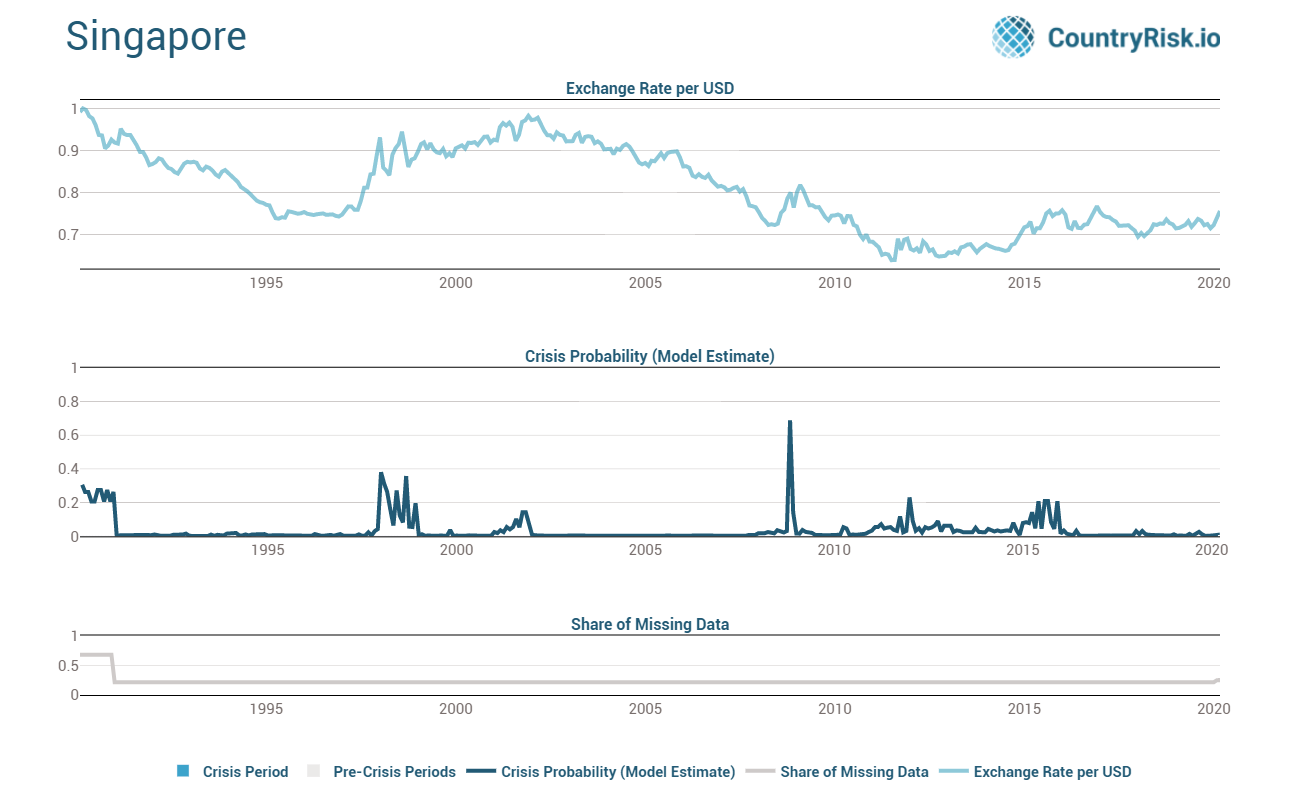 Singapore
CountryRisk.io
Exchange Rate per USD
1
0.9
0.8
0.7
1995 2000 2005 2010 2015 2020
Crisis Probability (Model Estimate)
1
0.8
0.6
0.4
0.2
0
1995 2000 2005 2010 2015 2020
Share of Missing Data
1
0.5
0
1995 2000 2005 2010 2015 2020
Crisis Period Pre-Crisis Periods Crisis Probability (Model Estimate) Share of Missing Data Exchange Rate per USD